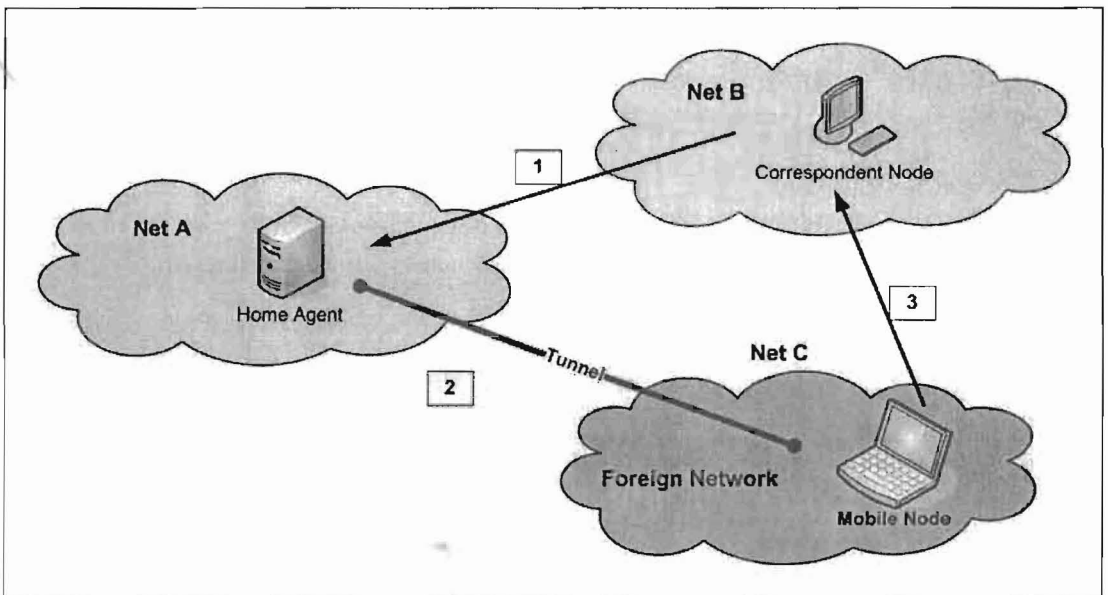 Net B
Correspondent Node
1
Net A
Home Agent
3
Net C
Tunnel
2
Foreign Network
Mobile Node